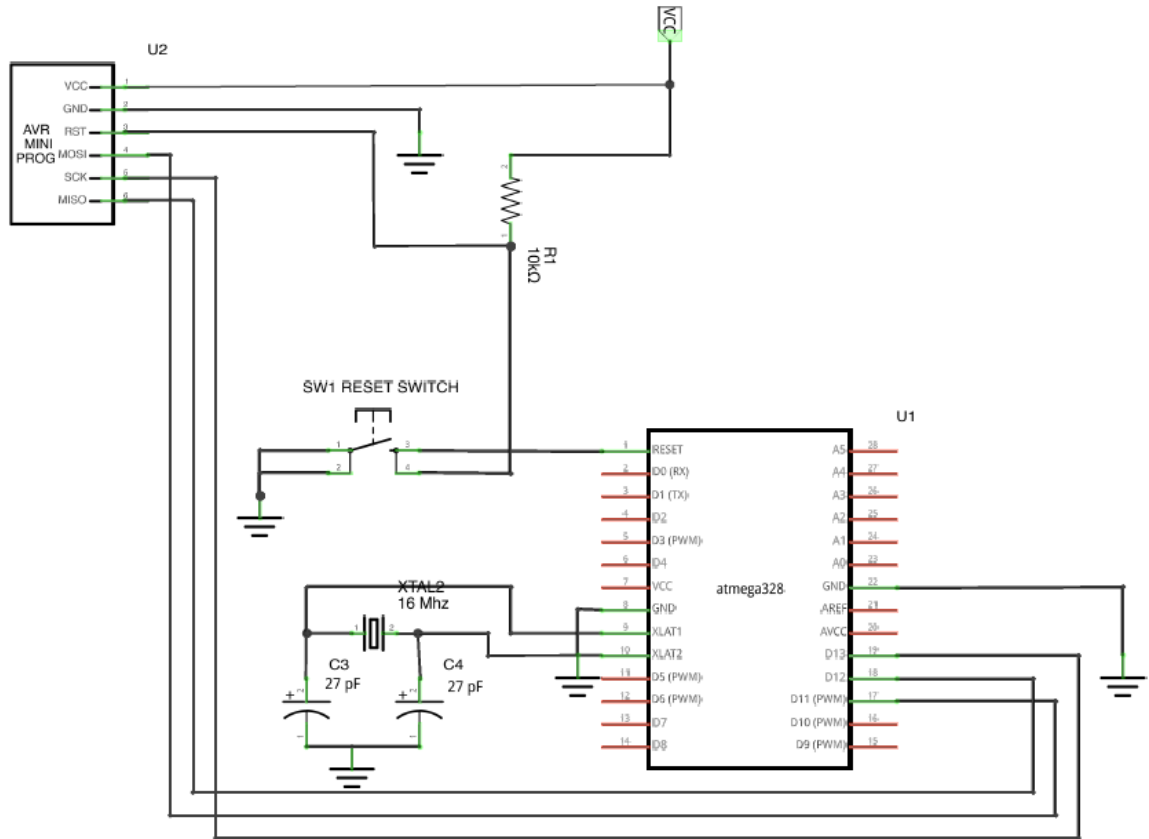 VCC
U2
VCC 1
GND 2
AVR MINI PROG
RST 3
MOSI 4
SCK 5
MISO 6
2
1
R1
10kΩ
SW1 RESET SWITCH
1
3
2
4
U1
1 RESET
A5 28
2 D0 (RX)
A4 27
3 D1 (TX)
A3 26
4 D2
A2 25
5 D3 (PWM)
A1 24
6 D4
A0 23
7 VCC
atmega328
GND 22
8 GND
AREF 21
9 XLAT1
AVCC 20
10 XLAT2
D13 19
11 D5 (PWM)
D12 18
12 D6 (PWM)
D11 (PWM) 17
13 D7
D10 (PWM) 16
14 D8
D9 (PWM) 15
XTAL2
16 Mhz
1
2
C3
27 pF
C4
27 pF
+
2
+
2
1
1